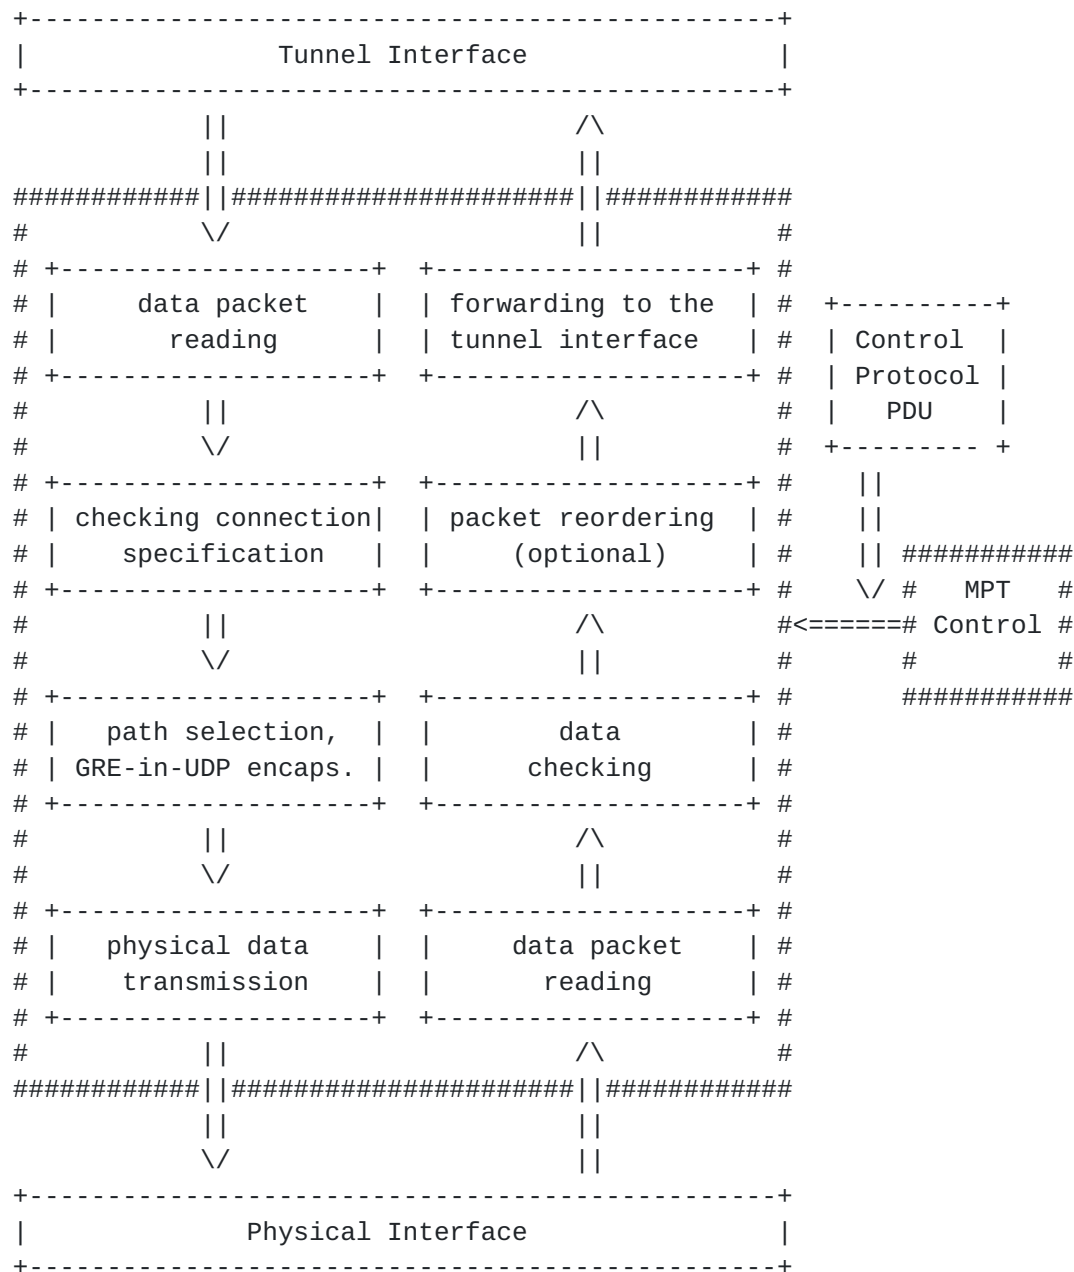 +------------------------------------------------+
|                Tunnel Interface                |
+------------------------------------------------+
            ||                      /\
            ||                      ||
############||######################||############
#           \/                      ||           #
# +--------------------+  +--------------------+ #
# |     data packet    |  | forwarding to the  | #  +----------+
# |       reading      |  | tunnel interface   | #  | Control  |
# +--------------------+  +--------------------+ #  | Protocol |
#           ||                      /\           #  |   PDU    |
#           \/                      ||           #  +--------- +
# +--------------------+  +--------------------+ #    ||
# | checking connection|  | packet reordering  | #    ||
# |    specification   |  |     (optional)     | #    || ###########
# +--------------------+  +--------------------+ #    \/ #   MPT   #
#           ||                      /\           #<======# Control #
#           \/                      ||           #       #         #
# +--------------------+  +--------------------+ #       ###########
# |   path selection,  |  |        data        | #
# | GRE-in-UDP encaps. |  |      checking      | #
# +--------------------+  +--------------------+ #
#           ||                      /\           #
#           \/                      ||           #
# +--------------------+  +--------------------+ #
# |   physical data    |  |     data packet    | #
# |    transmission    |  |       reading      | #
# +--------------------+  +--------------------+ #
#           ||                      /\           #
############||######################||############
            ||                      ||
            \/                      ||
+------------------------------------------------+
|              Physical Interface                |
+------------------------------------------------+